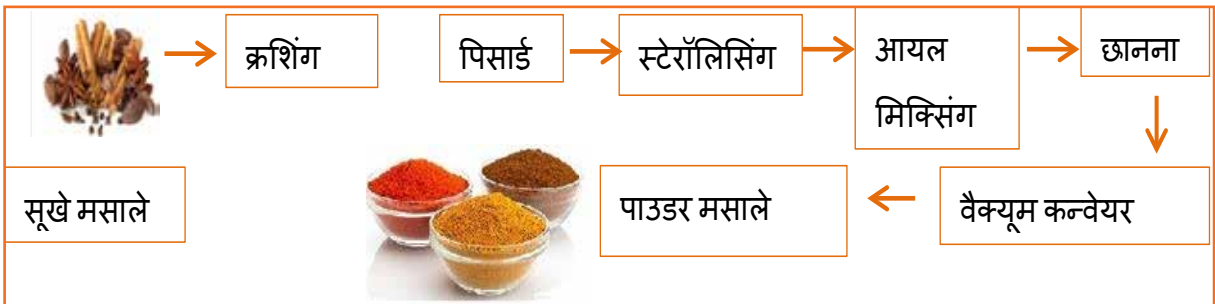 क्रशिंग
पिसार्ड
स्टेरॉलिसिंग
आयल
मिक्सिंग
छानना
सूखे मसाले
पाउडर मसाले
वैक्यूम कन्वेयर